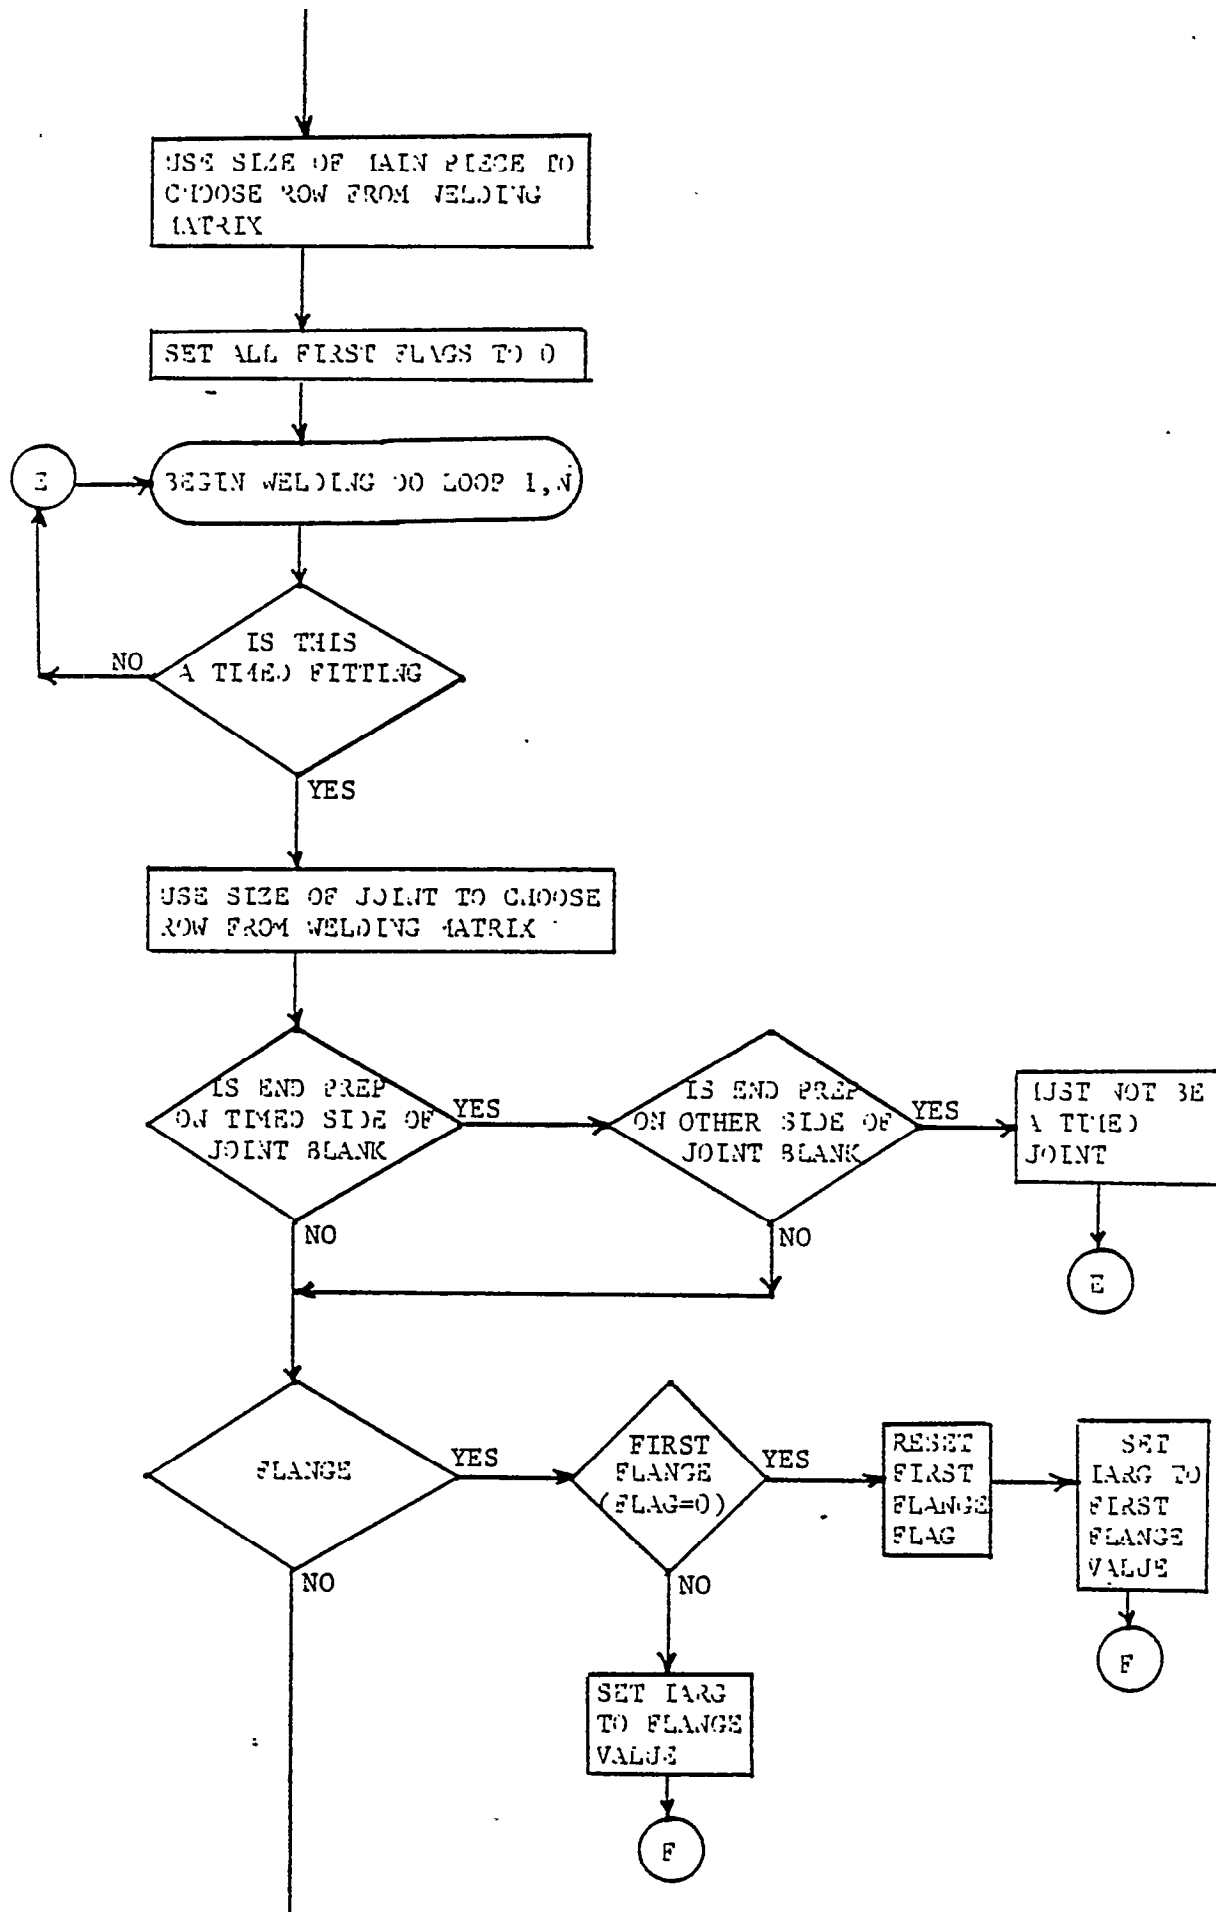 USE SIZE OF MAIN PIECE TO
CHOOSE ROW FROM WELDING
MATRIX
SET ALL FIRST FLAGS TO 0
E
BEGIN WELDING DO LOOP 1,N
IS THIS
A TIMED FITTING
NO
YES
USE SIZE OF JOINT TO CHOOSE
ROW FROM WELDING MATRIX
IS END PREP
ON TIMED SIDE OF
JOINT BLANK
YES
NO
IS END PREP
ON OTHER SIDE OF
JOINT BLANK
YES
NO
MUST NOT BE
A TIMED
JOINT
E
FLANGE
YES
NO
FIRST
FLANGE
(FLAG=0)
YES
NO
RESET
FIRST
FLANGE
FLAG
SET
IARG TO
FIRST
FLANGE
VALUE
F
SET IARG
TO FLANGE
VALUE
F